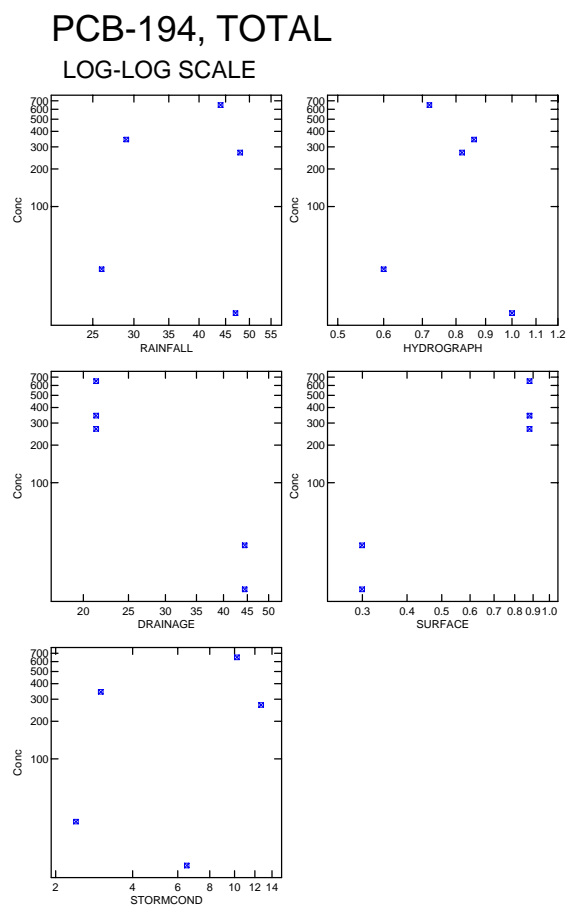 PCB-194, TOTAL
LOG-LOG SCALE
700
600
500
400
300
200
100
Conc
25 30 35 40 45 50 55
RAINFALL
700
600
500
400
300
200
100
Conc
0.5 0.6 0.7 0.8 0.9 1.0 1.1 1.2
HYDROGRAPH
700
600
500
400
300
200
100
Conc
20 25 30 35 40 45 50
DRAINAGE
700
600
500
400
300
200
100
Conc
0.3 0.4 0.5 0.6 0.7 0.8 0.9 1.0
SURFACE
700
600
500
400
300
200
100
Conc
2 4 6 8 10 12 14
STORMCOND